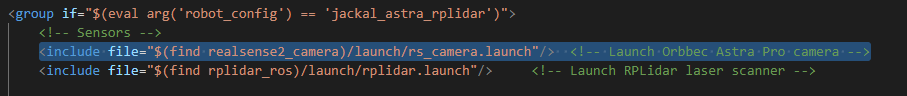 <group if="$(eval arg('robot_config') == 'jackal_astra_rplidar')">
<!-- Sensors -->
<include file="$(find realsense2_camera)/launch/rs_camera.launch"/> <!-- Launch Orbbec Astra Pro camera -->
<include file="$(find rplidar_ros)/launch/rplidar.launch"/> <!-- Launch RPLidar laser scanner -->